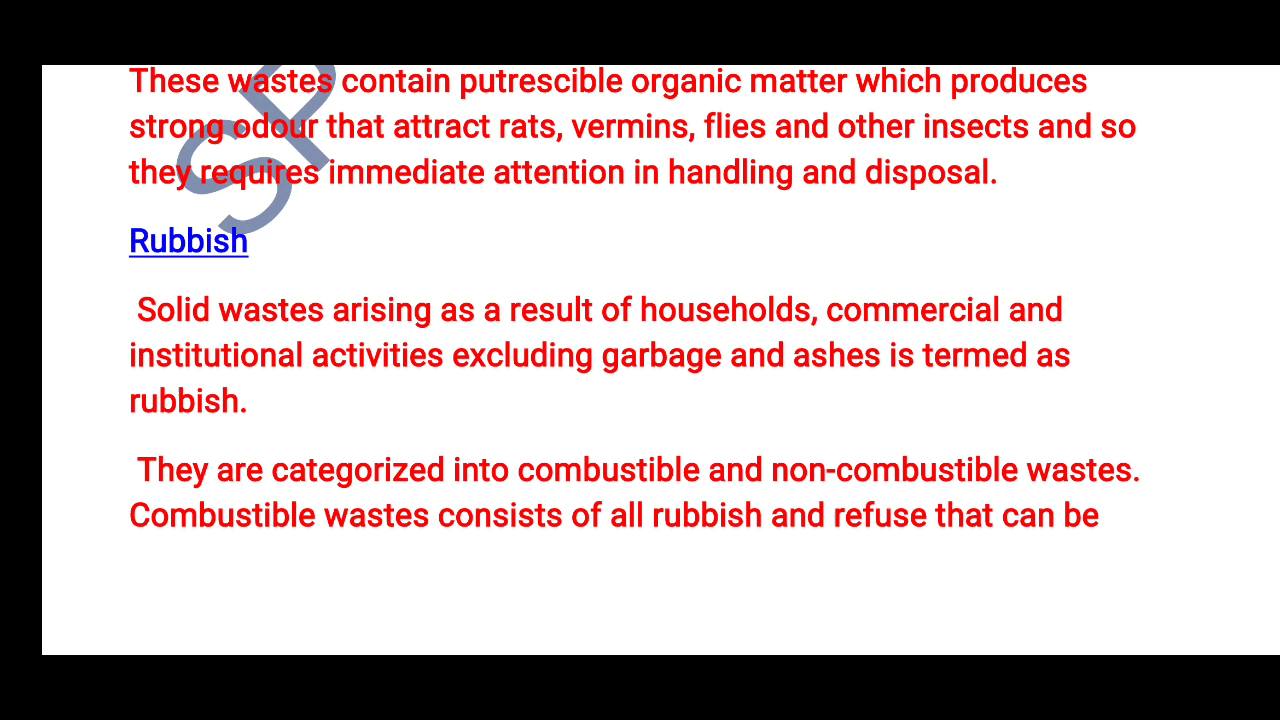 These wastes contain putrescible organic matter which produces
strong odour that attract rats, vermins, flies and other insects and so
they requires immediate attention in handling and disposal.
Rubbish
Solid wastes arising as a result of households, commercial and
institutional activities excluding garbage and ashes is termed as
rubbish.
They are categorized into combustible and non-combustible wastes.
Combustible wastes consists of all rubbish and refuse that can be